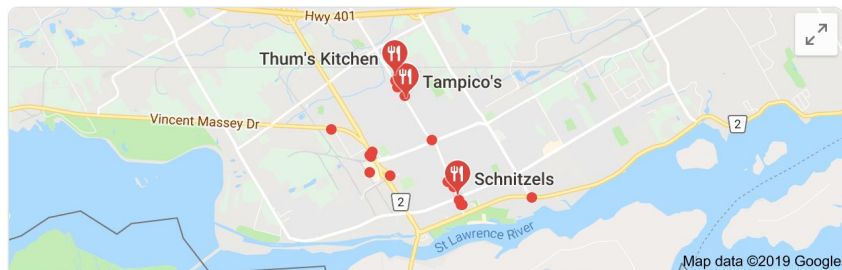 Hwy 401
Thum's Kitchen
Tampico's
Vincent Massey Dr
2
Schnitzels
2
St Lawrence River
Map data ©2019 Google